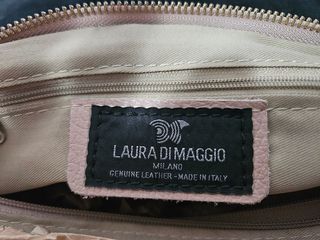 LAURA DI MAGGIO
MILANO
GENUINE LEATHER - MADE IN ITALY